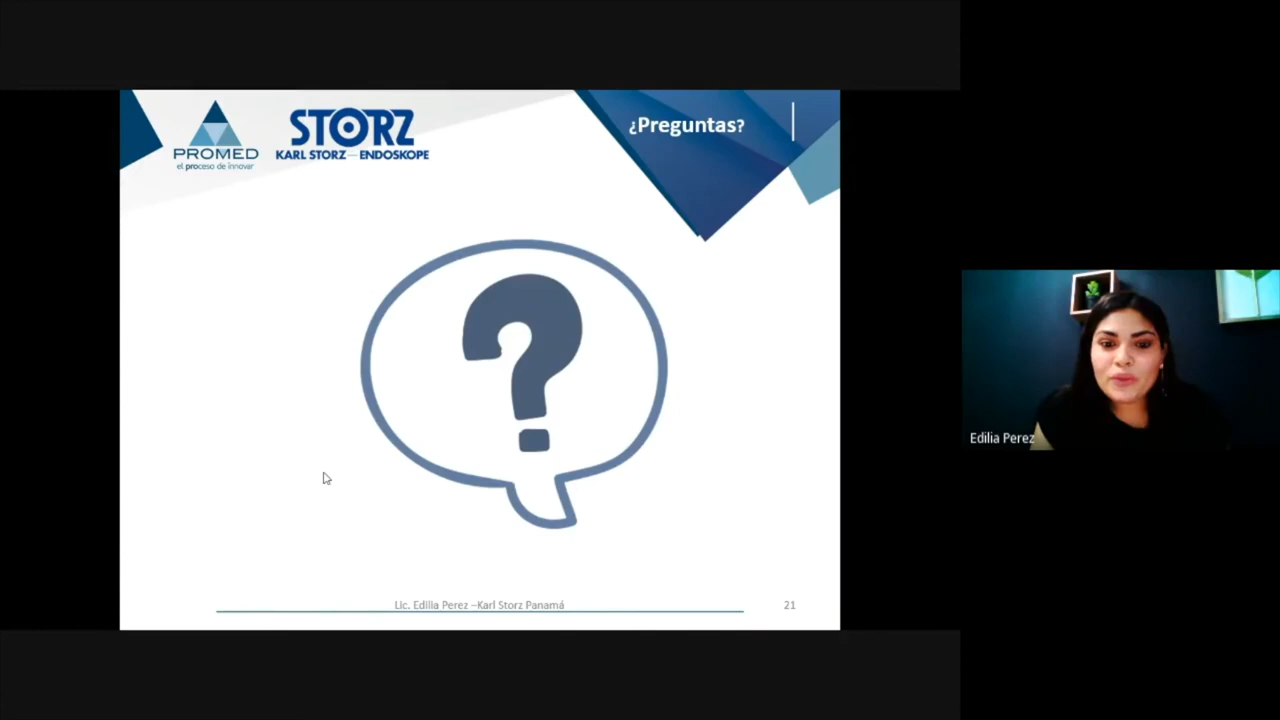 PROMED
el proceso de innovar
STORZ
KARL STORZ — ENDOSKOPE
¿Preguntas?
?
Edilia Perez
Lic. Edilia Perez –Karl Storz Panamá
21